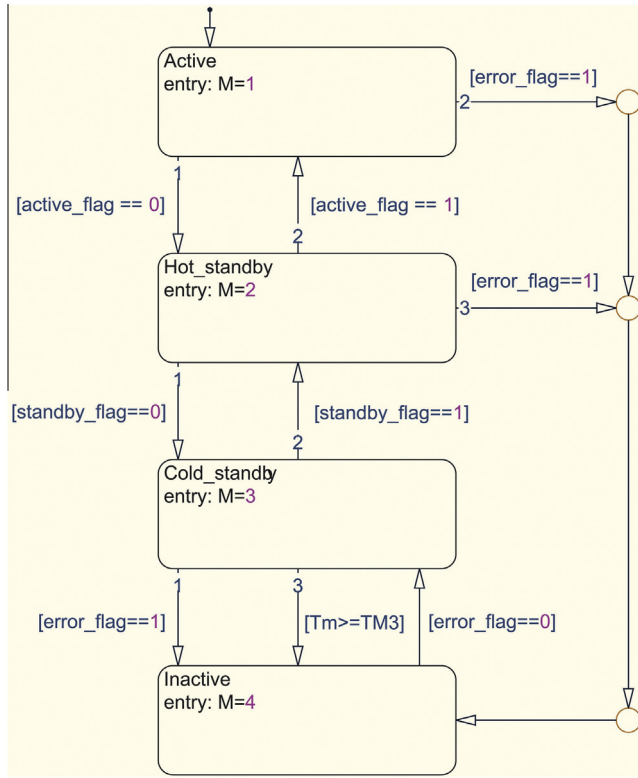 Active
entry: M=1
2
[error_flag==1]
1
[active_flag == 0]
[active_flag == 1]
2
Hot_standby
entry: M=2
[error_flag==1]
3
1
[standby_flag==0]
[standby_flag==1]
2
Cold_standby
entry: M=3
1
3
[error_flag==1]
[Tm>=TM3]
[error_flag==0]
Inactive
entry: M=4